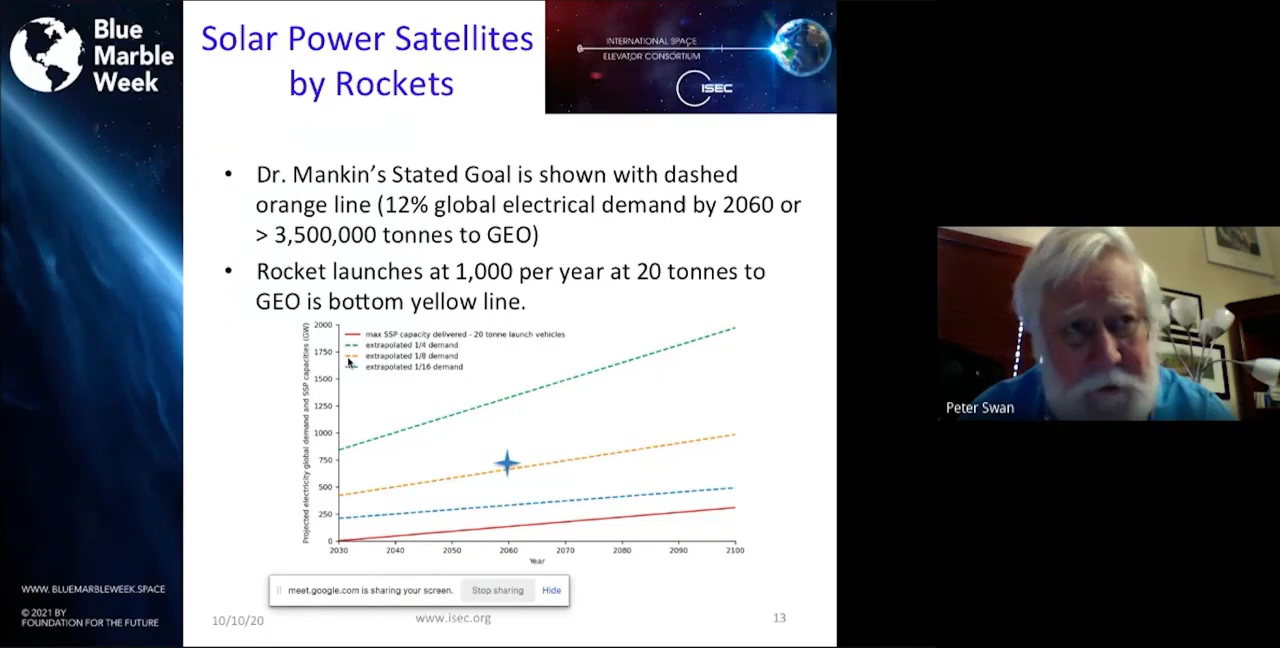 Blue
Marble
Week
Solar Power Satellites
by Rockets
INTERNATIONAL SPACE
ELEVATOR CONSORTIUM
ISEC
• Dr. Mankin's Stated Goal is shown with dashed
orange line (12% global electrical demand by 2060 or
> 3,500,000 tonnes to GEO)
• Rocket launches at 1,000 per year at 20 tonnes to
GEO is bottom yellow line.
Projected electricity global demand and SSP capacities (GW)
2000
1750
1500
1250
1000
750
500
250
0
max SSP capacity delivered - 20 tonne launch vehicles
extrapolated 1/4 demand
extrapolated 1/8 demand
extrapolated 1/16 demand
2030 2040 2050 2060 2070 2080 2090 2100
Year
meet.google.com is sharing your screen. Stop sharing Hide
10/10/20 www.isec.org 13
WWW. BLUEMARBLEWEEK.SPACE
© 2021 BY
FOUNDATION FOR THE FUTURE
Peter Swan